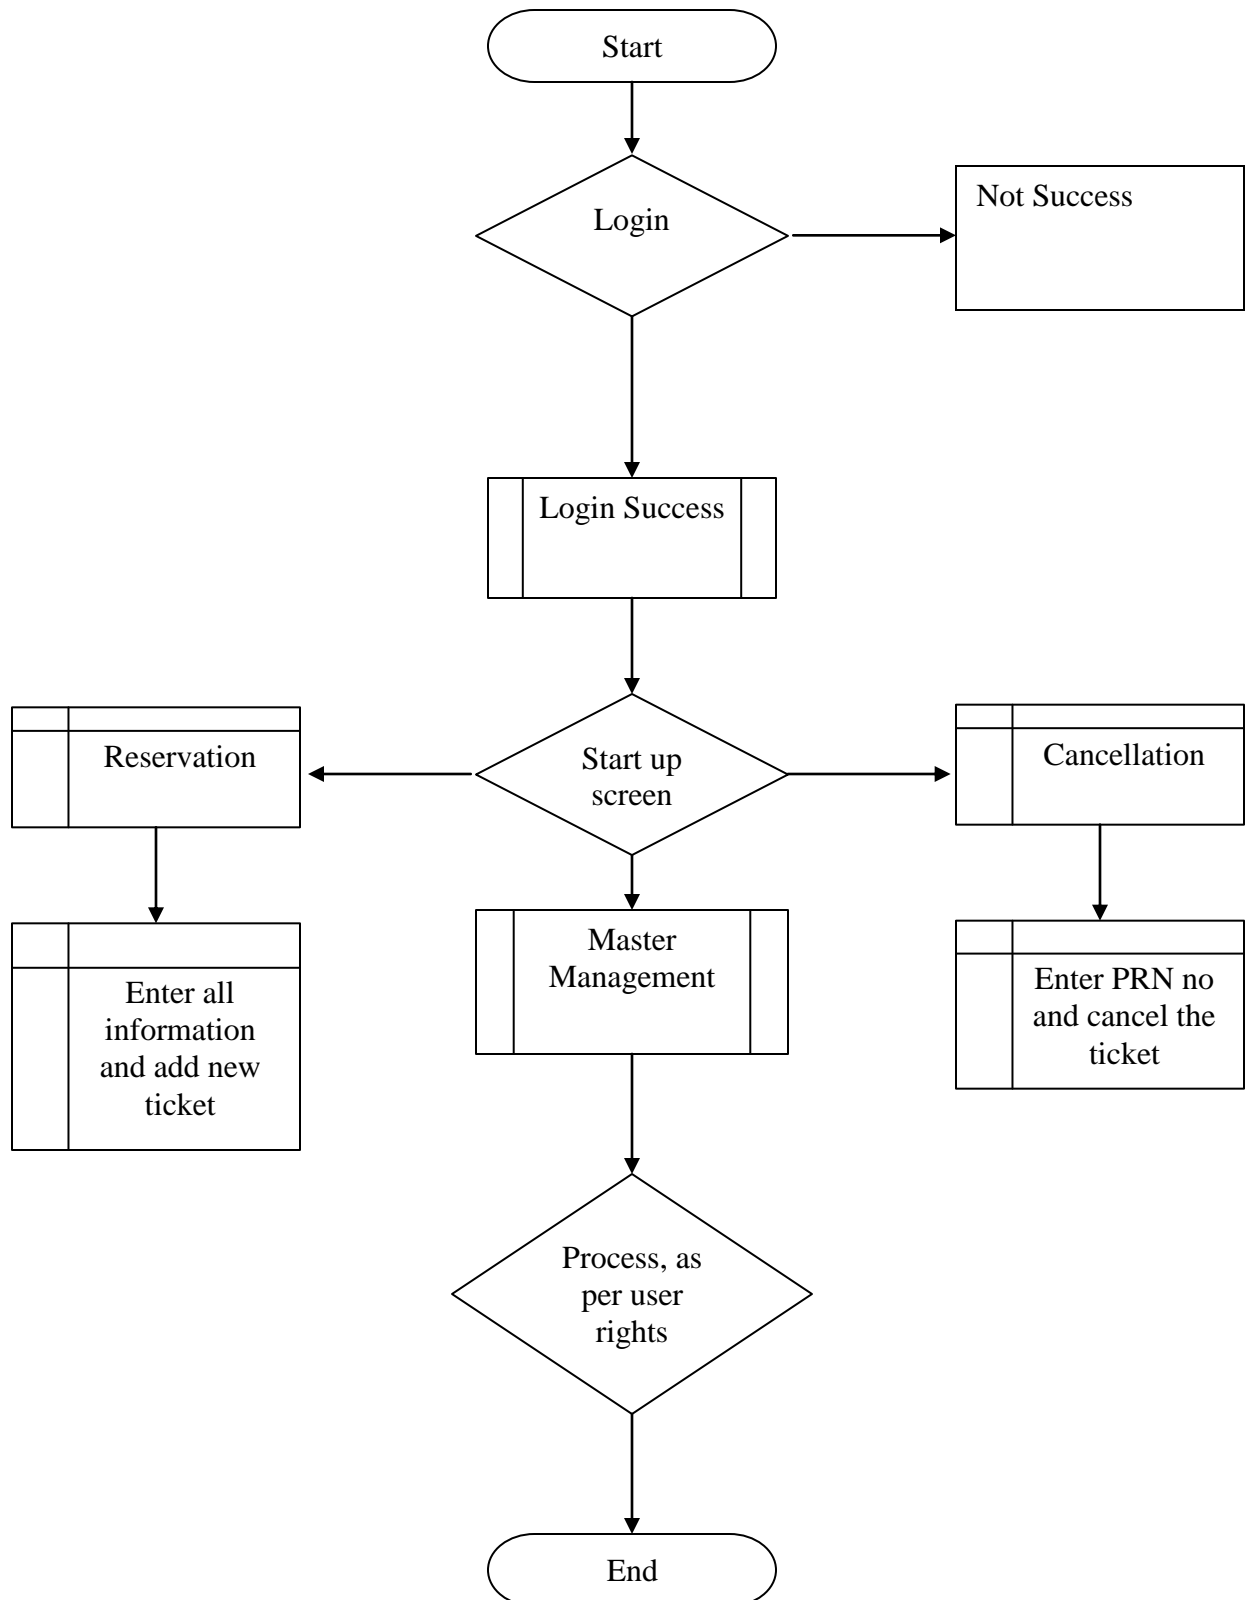 Start
Login
Not Success
Login Success
Reservation
Start up
screen
Cancellation
Enter all
information
and add new
ticket
Master
Management
Enter PRN no
and cancel the
ticket
Process, as
per user
rights
End